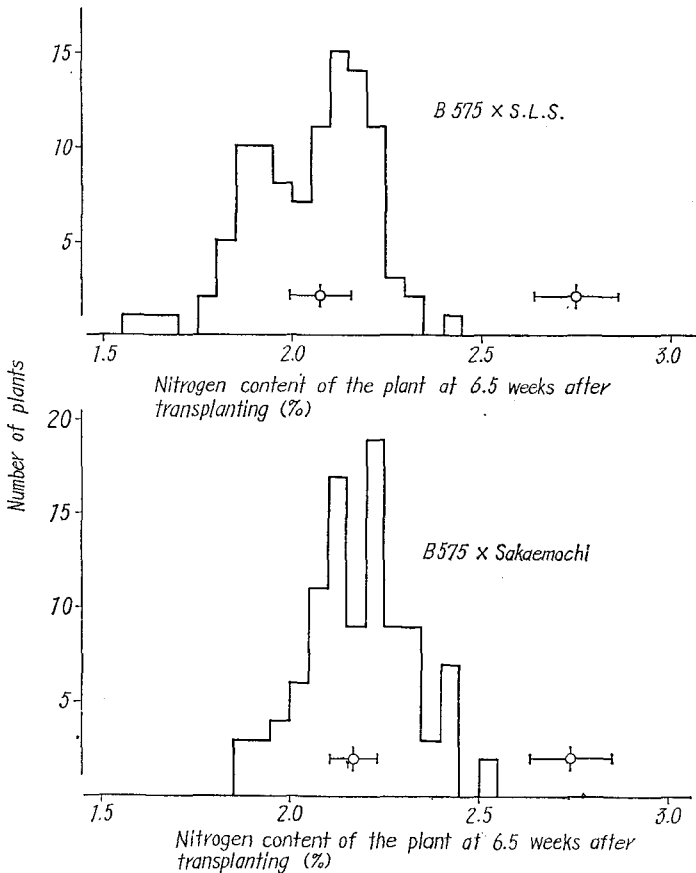 15
10
5
B 575 × S.L.S.
1.5 2.0 2.5 3.0
Nitrogen content of the plant at 6.5 weeks after
transplanting (%)
Number of plants
20
15
10
5
B575 × Sakaemochi
1.5 2.0 2.5 3.0
Nitrogen content of the plant at 6.5 weeks after
transplanting (%)